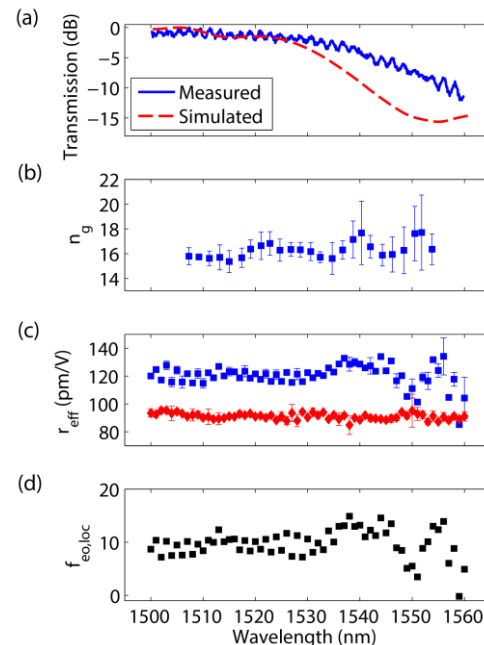 (a)
Transmission (dB)
0
−5
−10
−15
Measured
Simulated
(b)
n_g
22
20
18
16
14
(c)
r_eff (pm/V)
140
120
100
80
(d)
f_eo,loc
20
10
0
1500 1510 1520 1530 1540 1550 1560
Wavelength (nm)